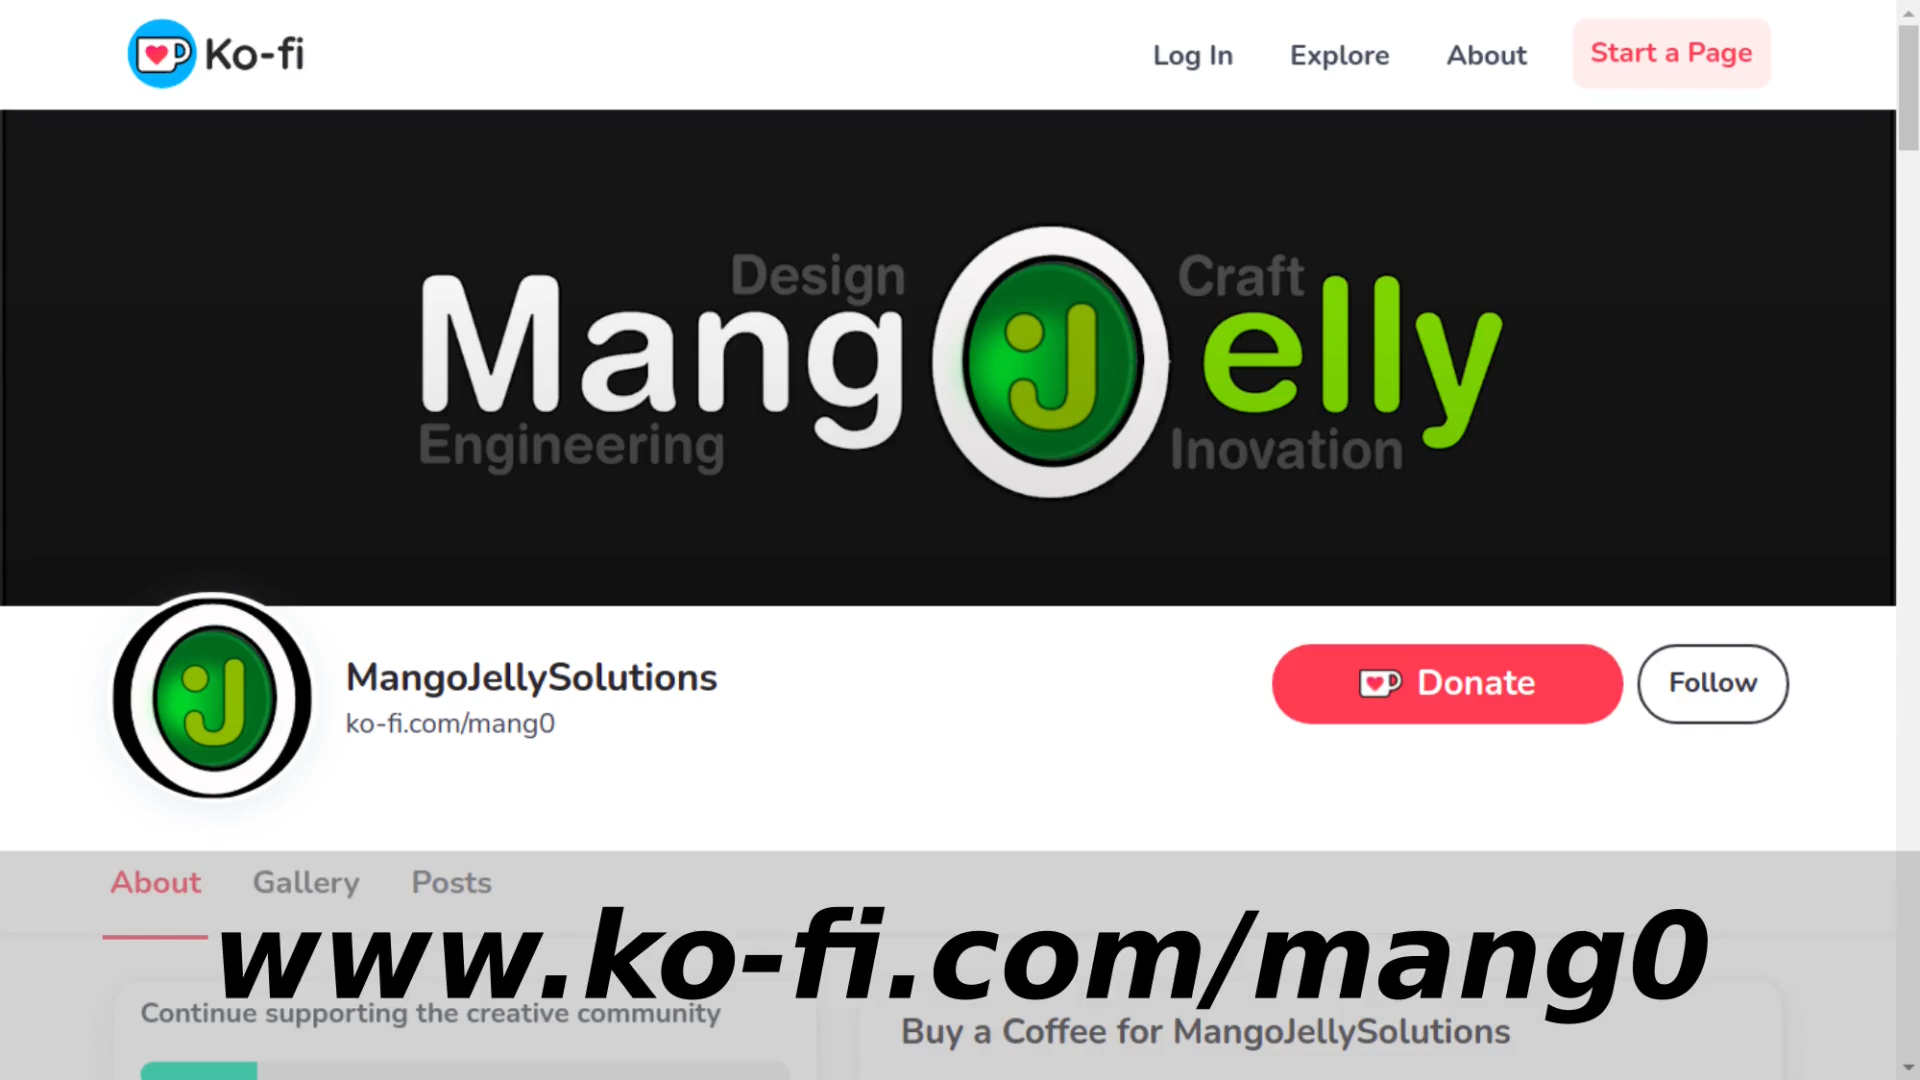 Ko-fi
Log In Explore About Start a Page
Design Craft
Mang J elly
Engineering Inovation
J
MangoJellySolutions
ko-fi.com/mang0
Donate Follow
About Gallery Posts
www.ko-fi.com/mang0
Continue supporting the creative community
Buy a Coffee for MangoJellySolutions